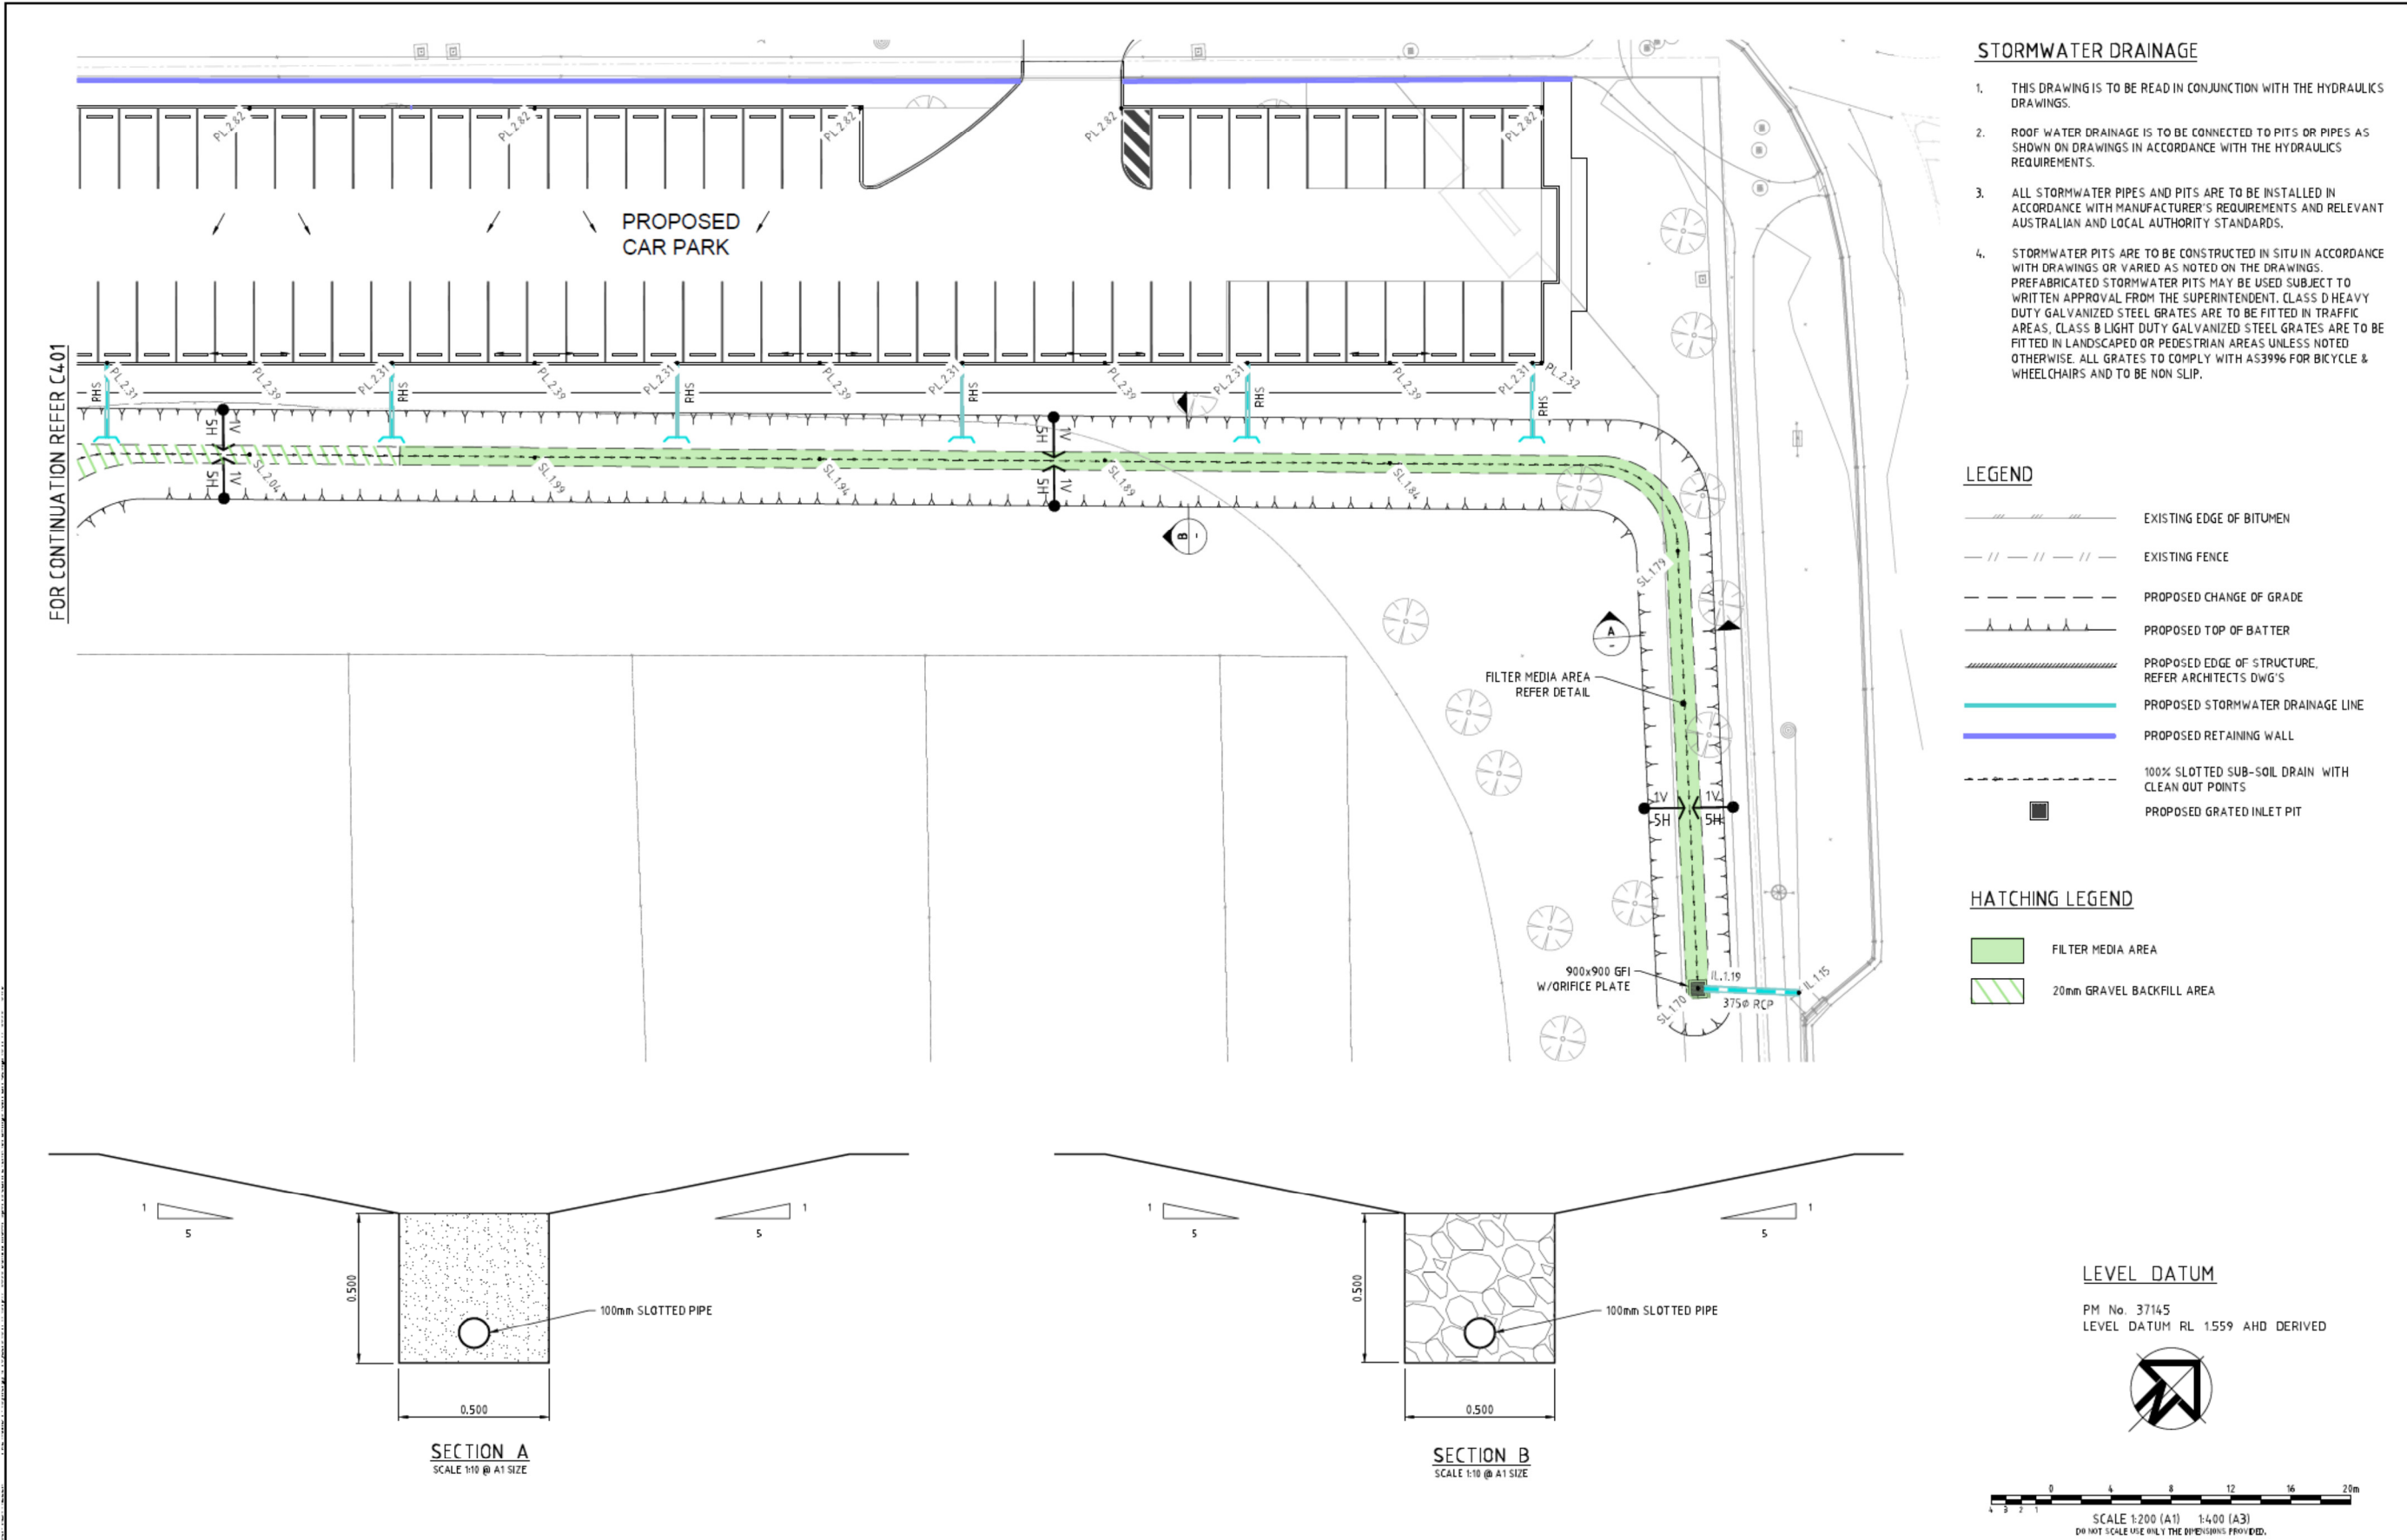 STORMWATER DRAINAGE
1. THIS DRAWING IS TO BE READ IN CONJUNCTION WITH THE HYDRAULICS
DRAWINGS.
2. ROOF WATER DRAINAGE IS TO BE CONNECTED TO PITS OR PIPES AS
SHOWN ON DRAWINGS IN ACCORDANCE WITH THE HYDRAULICS
REQUIREMENTS.
3. ALL STORMWATER PIPES AND PITS ARE TO BE INSTALLED IN
ACCORDANCE WITH MANUFACTURER'S REQUIREMENTS AND RELEVANT
AUSTRALIAN AND LOCAL AUTHORITY STANDARDS.
4. STORMWATER PITS ARE TO BE CONSTRUCTED IN SITU IN ACCORDANCE
WITH DRAWINGS OR VARIED AS NOTED ON THE DRAWINGS.
PREFABRICATED STORMWATER PITS MAY BE USED SUBJECT TO
WRITTEN APPROVAL FROM THE SUPERINTENDENT. CLASS D HEAVY
DUTY GALVANIZED STEEL GRATES ARE TO BE FITTED IN TRAFFIC
AREAS, CLASS B LIGHT DUTY GALVANIZED STEEL GRATES ARE TO BE
FITTED IN LANDSCAPED OR PEDESTRIAN AREAS UNLESS NOTED
OTHERWISE. ALL GRATES TO COMPLY WITH AS3996 FOR BICYCLE &
WHEELCHAIRS AND TO BE NON SLIP.
PL.2.82
PL.2.82
PL.2.82
PL.2.82
PL.2.82
PROPOSED
CAR PARK
FOR CONTINUATION REFER C401
RHS
PL.2.31
PL.2.39
PL.2.31
RHS
PL.2.39
PL.2.31
RHS
PL.2.39
PL.2.31
RHS
PL.2.39
PL.2.31
RHS
PL.2.39
PL.2.31
RHS
PL.2.32
5H 1V
5H 1V
5H 1V
5H 1V
SL.2.04
SL.1.99
SL.1.94
SL.1.89
SL.1.84
SL.1.79
B
-
A
-
FILTER MEDIA AREA
REFER DETAIL
1V 1V
5H 5H
900x900 GFI
W/ORIFICE PLATE
IL.1.19
IL.1.15
375Ø RCP
SL.1.70
LEGEND
EXISTING EDGE OF BITUMEN
EXISTING FENCE
PROPOSED CHANGE OF GRADE
PROPOSED TOP OF BATTER
PROPOSED EDGE OF STRUCTURE,
REFER ARCHITECTS DWG'S
PROPOSED STORMWATER DRAINAGE LINE
PROPOSED RETAINING WALL
100% SLOTTED SUB-SOIL DRAIN WITH
CLEAN OUT POINTS
PROPOSED GRATED INLET PIT
HATCHING LEGEND
FILTER MEDIA AREA
20mm GRAVEL BACKFILL AREA
1
5
1
5
0.500
100mm SLOTTED PIPE
0.500
SECTION A
SCALE 1:10 @ A1 SIZE
1
5
1
5
0.500
100mm SLOTTED PIPE
0.500
SECTION B
SCALE 1:10 @ A1 SIZE
LEVEL DATUM
PM No. 37145
LEVEL DATUM RL 1.559 AHD DERIVED
N
0 4 8 12 16 20m
4 3 2 1
SCALE 1:200 (A1) 1:400 (A3)
DO NOT SCALE USE ONLY THE DIMENSIONS PROVIDED.